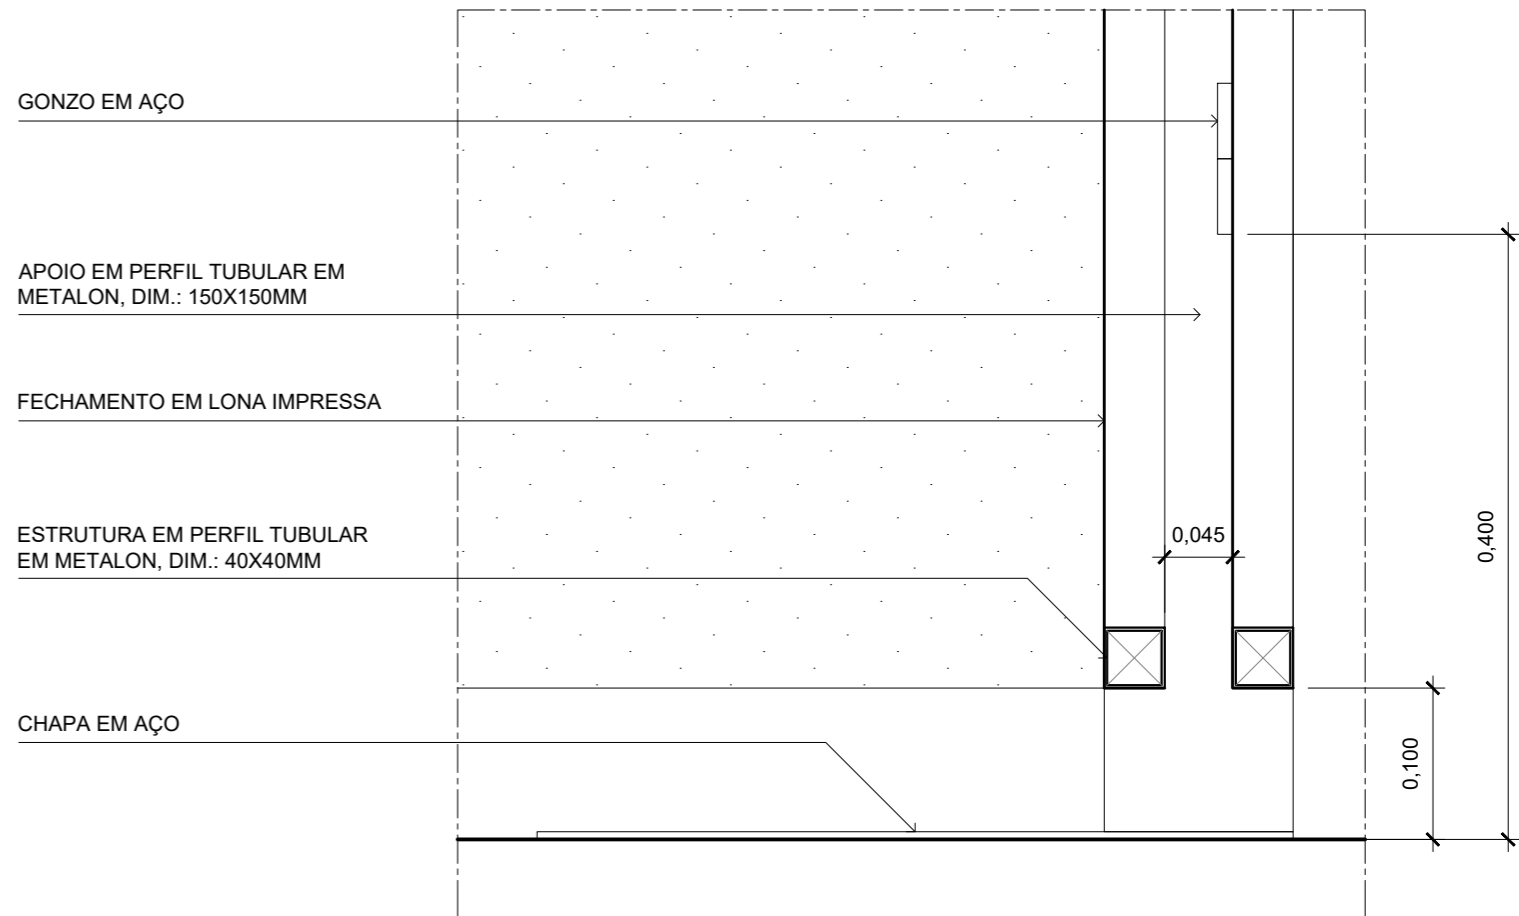 GONZO EM AÇO
APOIO EM PERFIL TUBULAR EM
METALON, DIM.: 150X150MM
FECHAMENTO EM LONA IMPRESSA
ESTRUTURA EM PERFIL TUBULAR
EM METALON, DIM.: 40X40MM
CHAPA EM AÇO
0,045
0,400
0,100